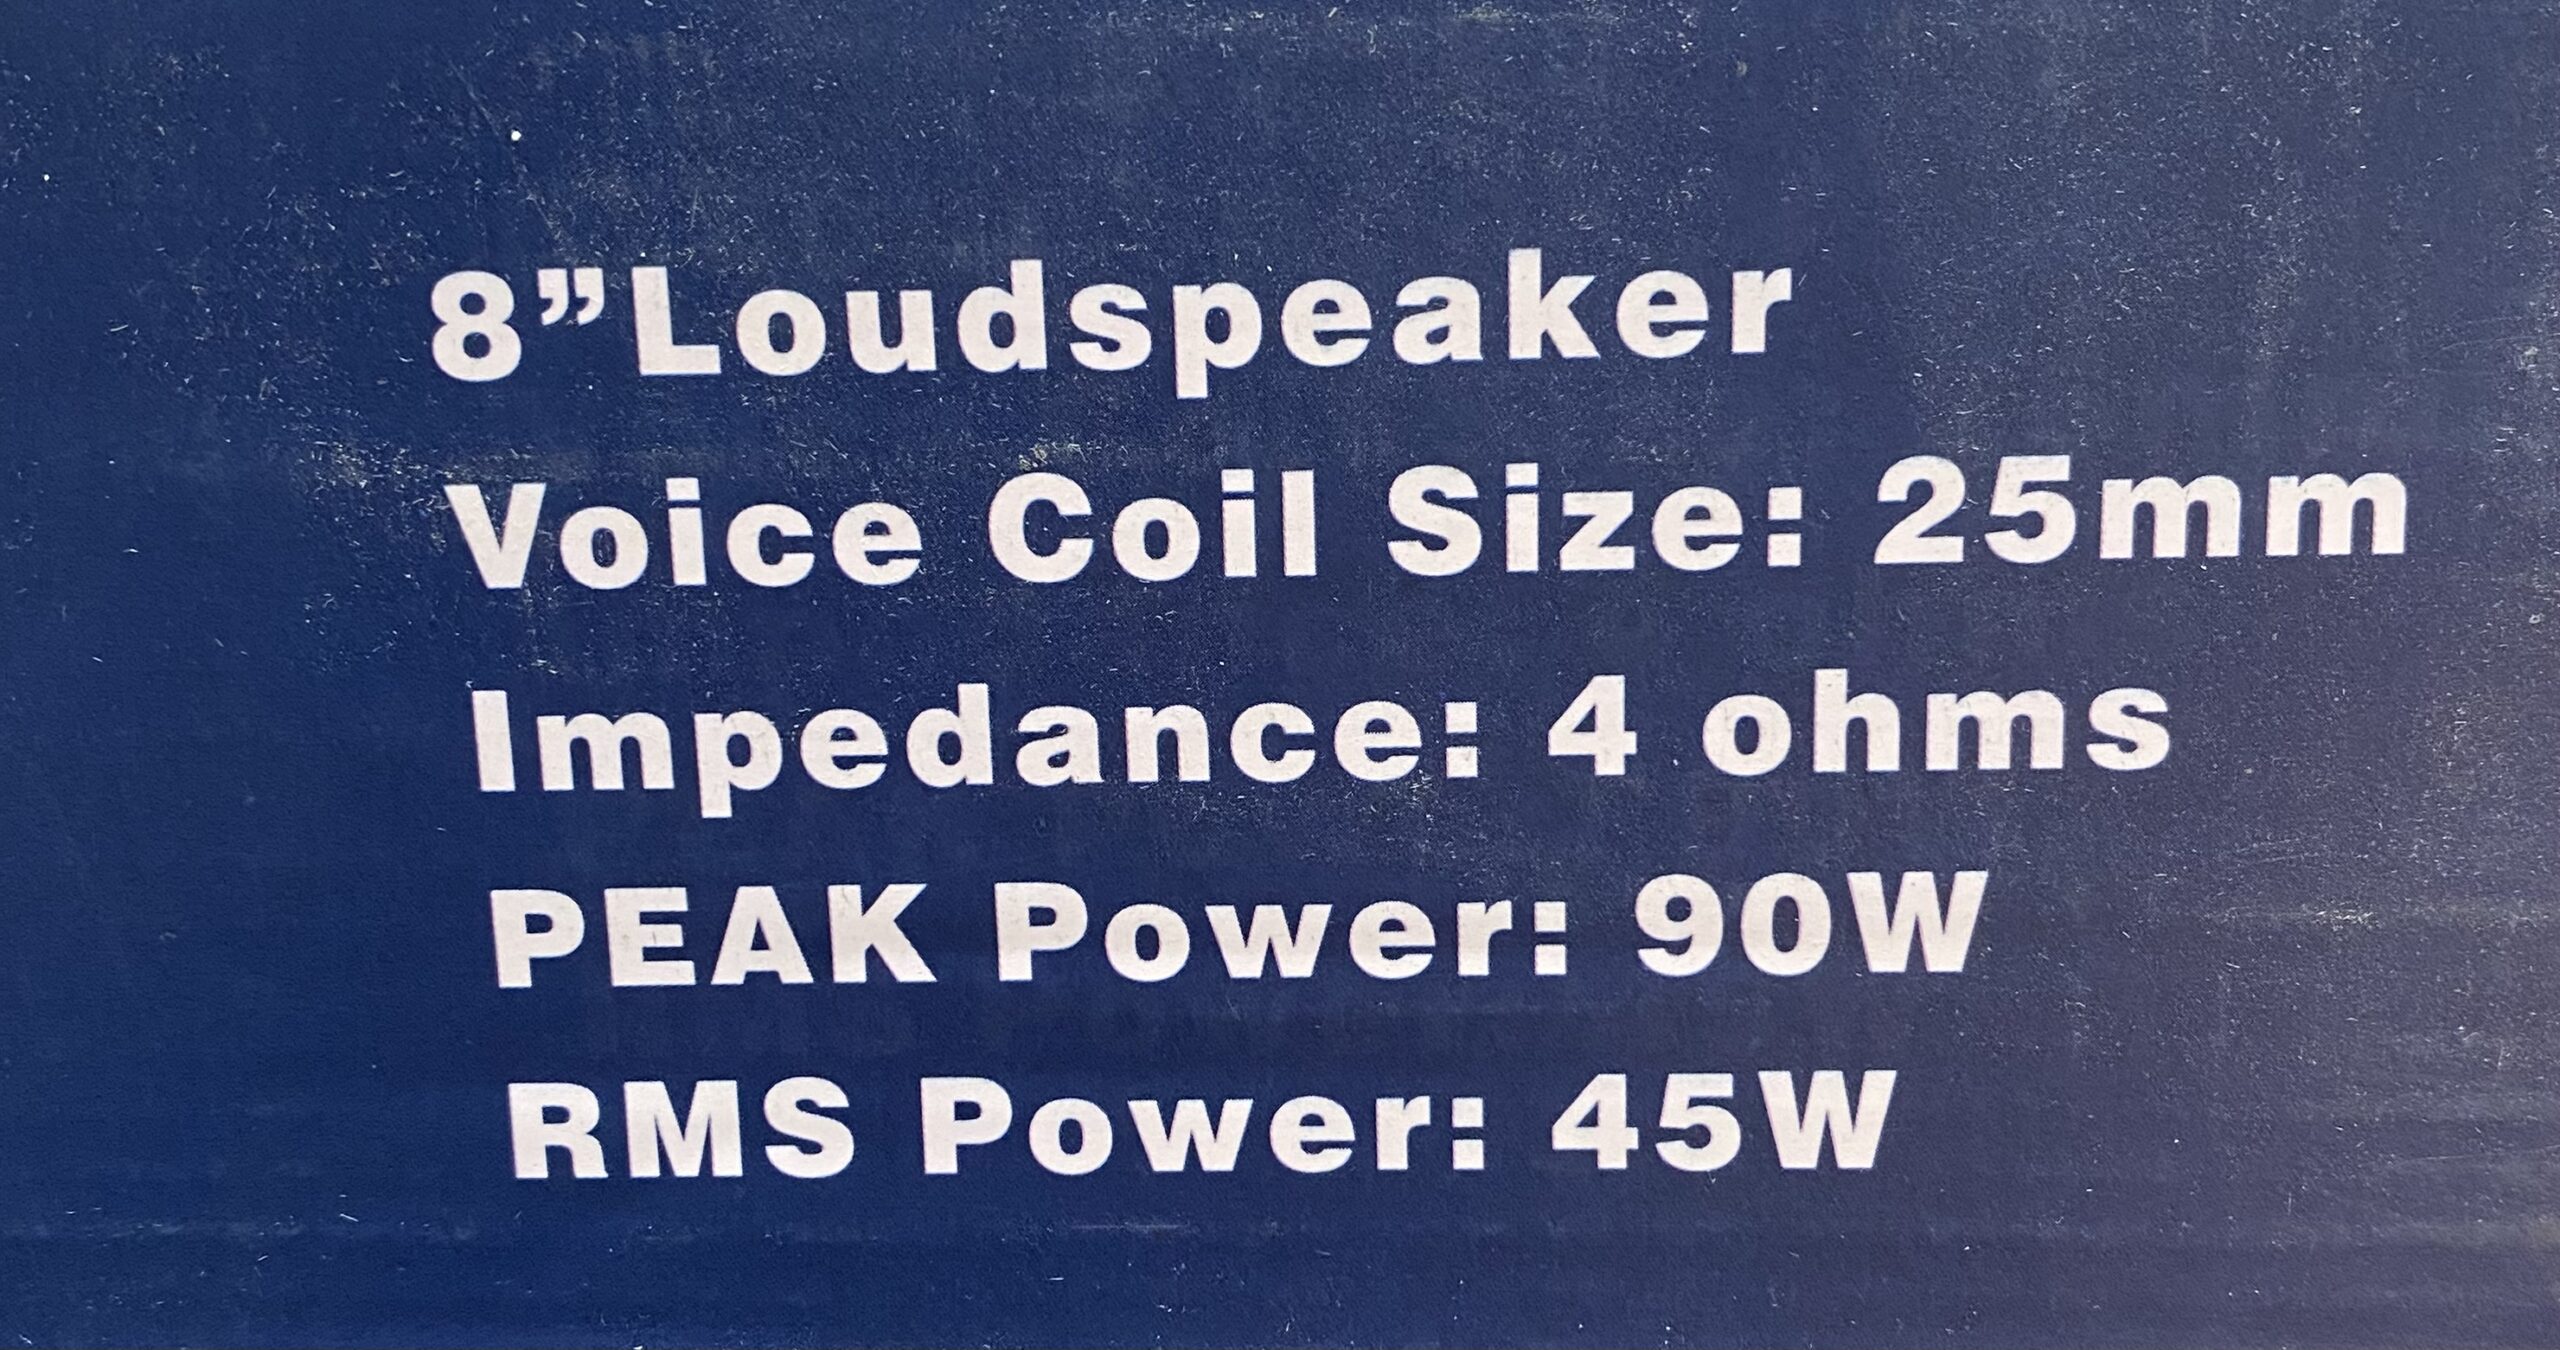 8”Loudspeaker
Voice Coil Size: 25mm
Impedance: 4 ohms
PEAK Power: 90W
RMS Power: 45W